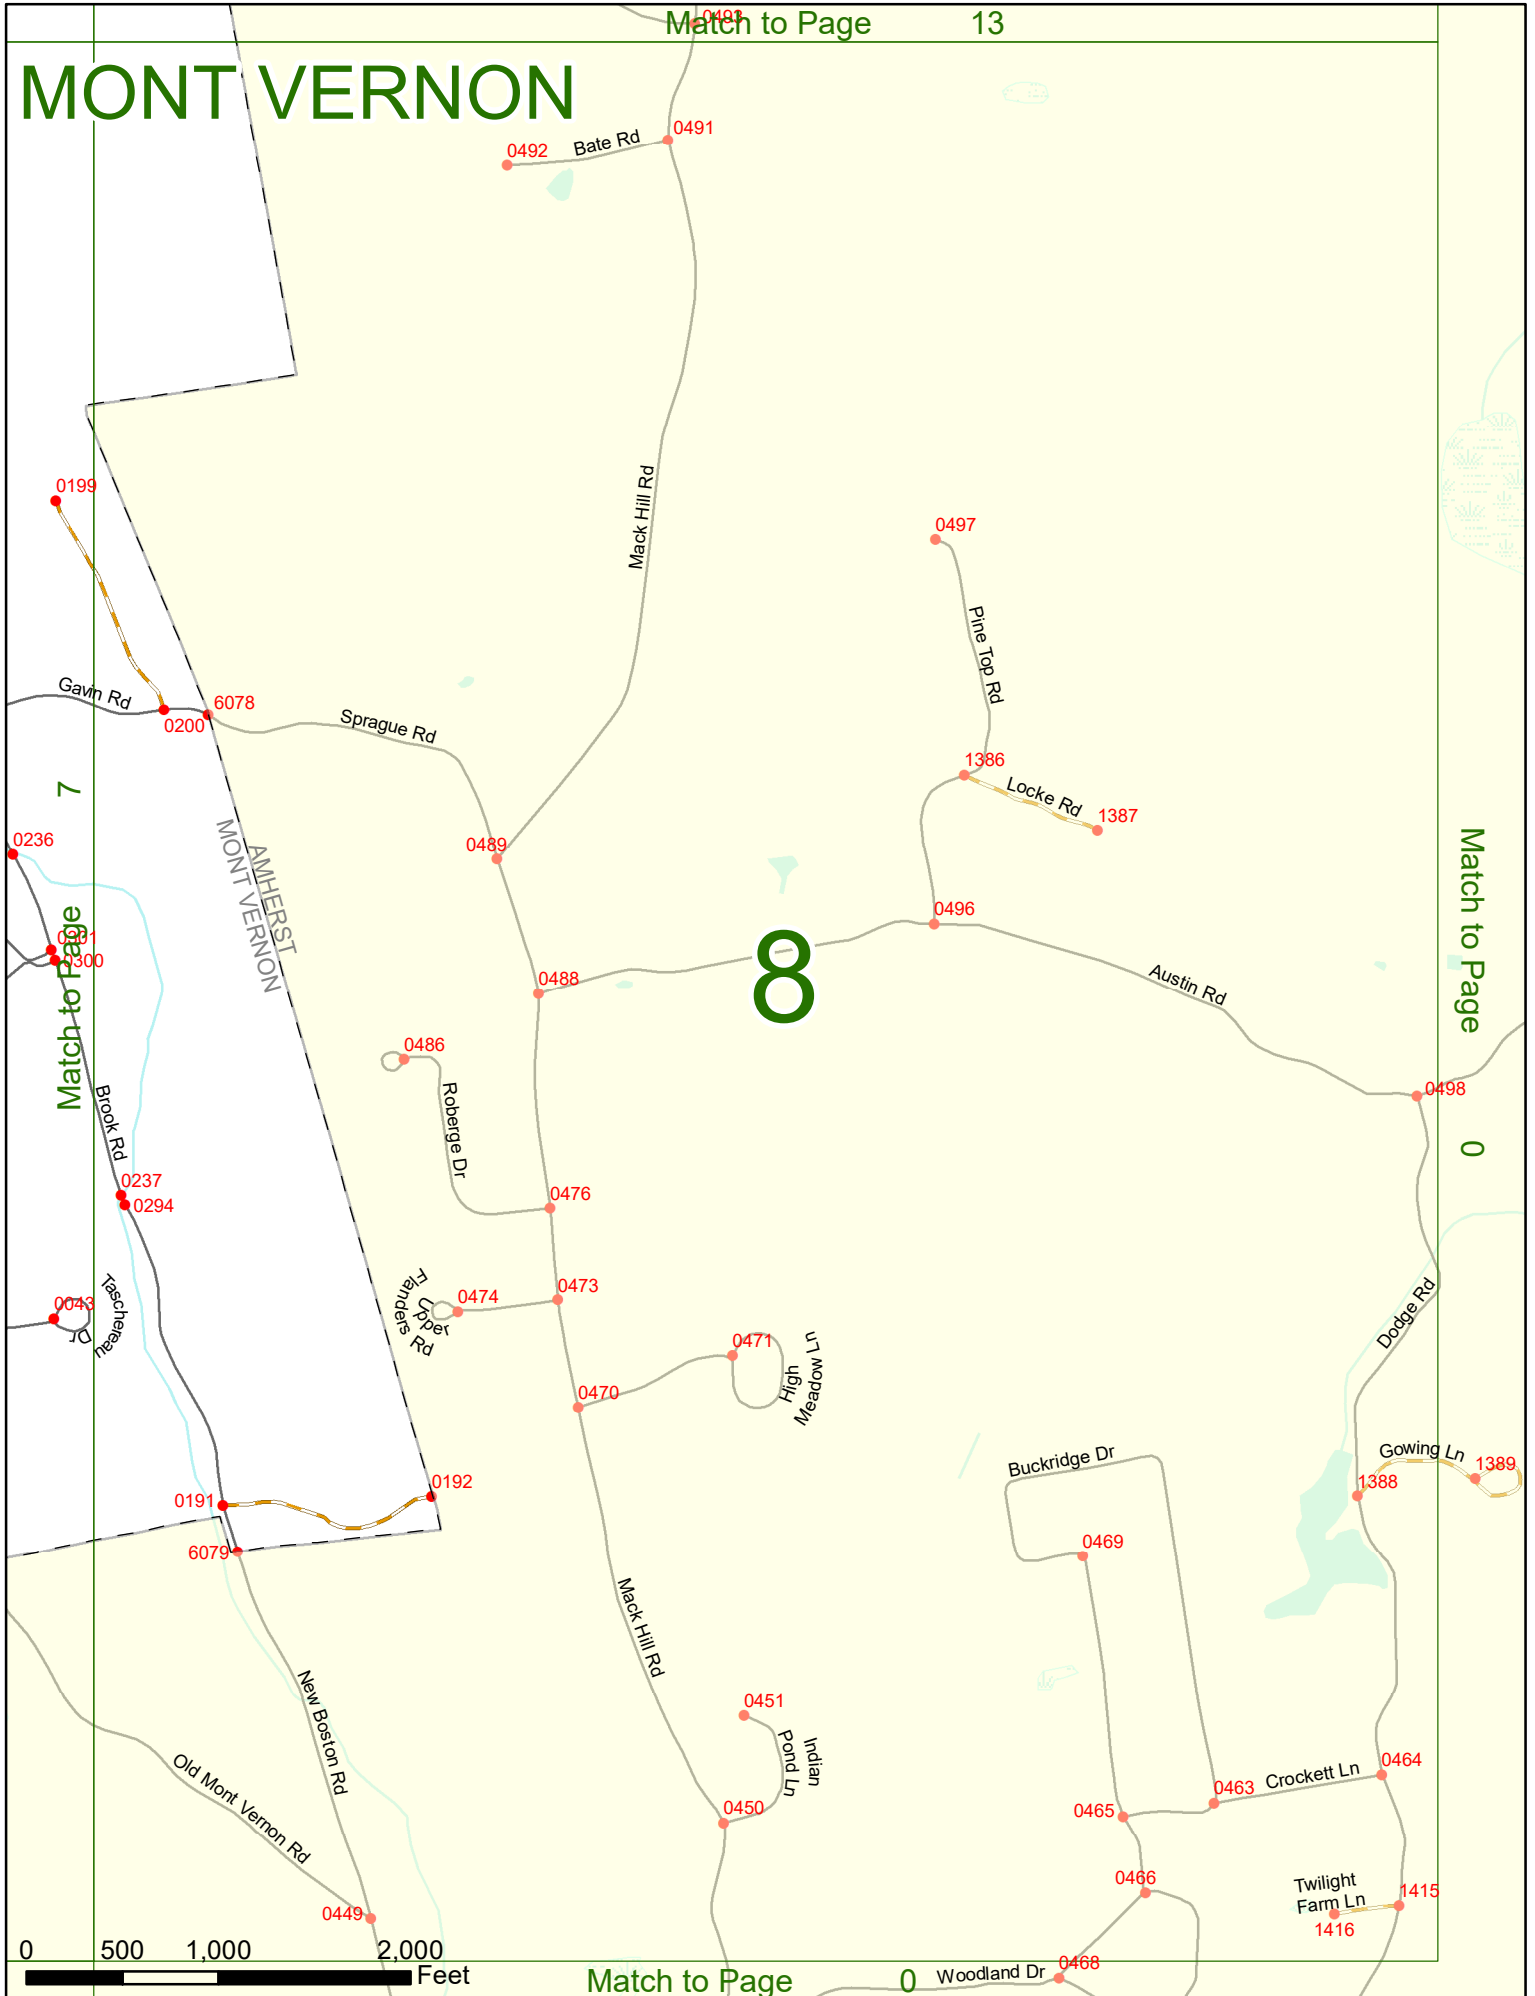 0493
Match to Page 13
MONT VERNON
0491
0492
Bate Rd
0199
Mack Hill Rd
0497
Pine Top Rd
Gavin Rd
6078
0200
Sprague Rd
1386
Locke Rd
1387
7
Match to Page
0236
0489
AMHERST
MONT VERNON
0301
0300
0496
8
0488
Austin Rd
Match to Page
0
0486
0498
Brook Rd
Roberge Dr
0237
0294
0476
Taschereau
Dr
0043
Upper
Flanders Rd
0474
0473
Dodge Rd
0471
High
Meadow Ln
0470
Buckridge Dr
Gowing Ln
1389
0192
0191
1388
6079
0469
Mack Hill Rd
New Boston Rd
0451
Indian
Pond Ln
Old Mont Vernon Rd
0464
Crockett Ln
0463
0450
0465
0466
Twilight
Farm Ln
1415
1416
0449
0 500 1,000 2,000
Feet
0468
Woodland Dr
Match to Page 0